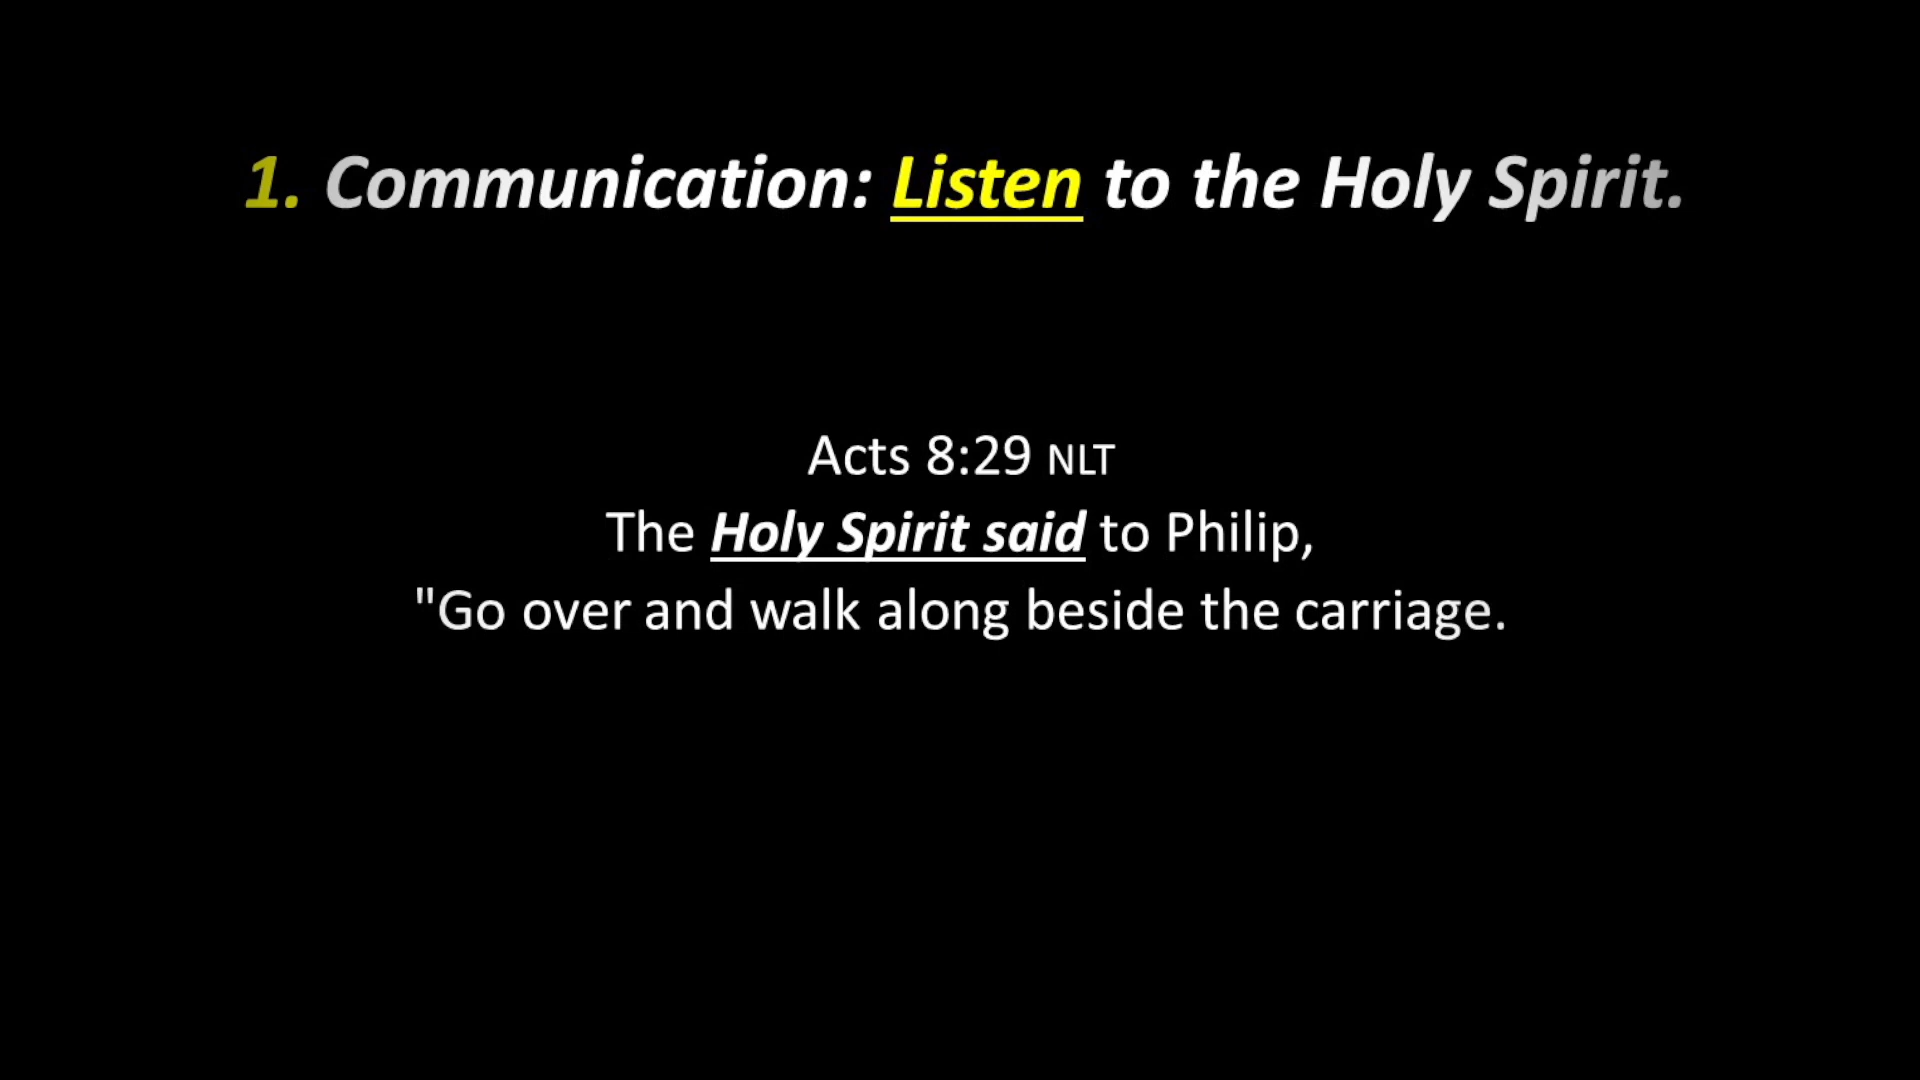 1. Communication: Listen to the Holy Spirit.
Acts 8:29 NLT
The Holy Spirit said to Philip,
"Go over and walk along beside the carriage.